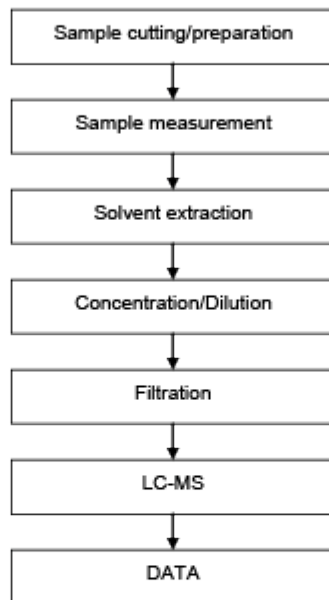 Sample cutting/preparation
Sample measurement
Solvent extraction
Concentration/Dilution
Filtration
LC-MS
DATA